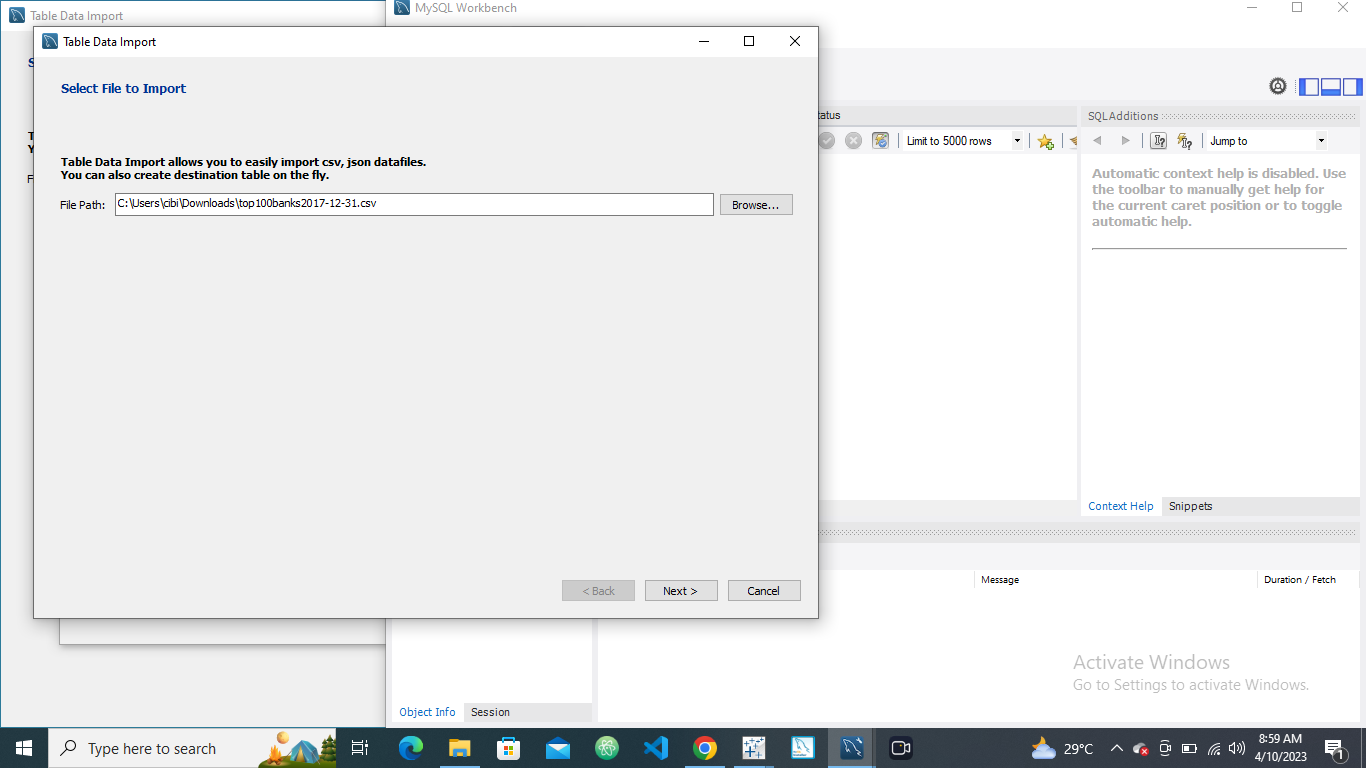 Table Data Import
MySQL Workbench
Table Data Import
Select File to Import
Table Data Import allows you to easily import csv, json datafiles.
You can also create destination table on the fly.
File Path:
C:\Users\cibi\Downloads\top100banks2017-12-31.csv
Browse...
< Back
Next >
Cancel
tatus
Limit to 5000 rows
SQLAdditions
Jump to
Automatic context help is disabled. Use
the toolbar to manually get help for
the current caret position or to toggle
automatic help.
Context Help
Snippets
Message
Duration / Fetch
Object Info
Session
Activate Windows
Go to Settings to activate Windows.
Type here to search
29°C
8:59 AM
4/10/2023
1